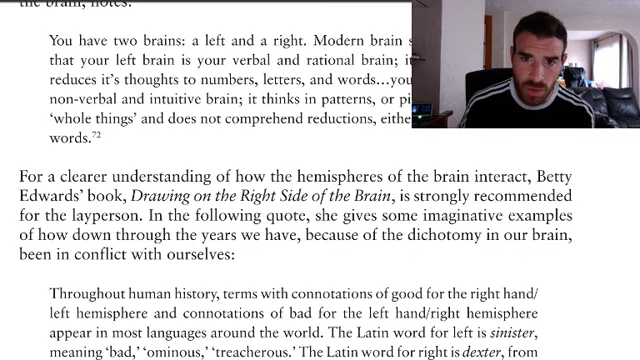 the brain, notes:
You have two brains: a left and a right. Modern brain
that your left brain is your verbal and rational brain;
reduces it's thoughts to numbers, letters, and words…
non-verbal and intuitive brain; it thinks in patterns, or
'whole things' and does not comprehend reductions,
words.72
For a clearer understanding of how the hemispheres of the brain interact, Betty
Edwards' book, Drawing on the Right Side of the Brain, is strongly recommended
for the layperson. In the following quote, she gives some imaginative examples
of how down through the years we have, because of the dichotomy in our brain,
been in conflict with ourselves:
Throughout human history, terms with connotations of good for the right hand/
left hemisphere and connotations of bad for the left hand/right hemisphere
appear in most languages around the world. The Latin word for left is sinister,
meaning 'bad,' 'ominous,' 'treacherous.' The Latin word for right is dexter, from